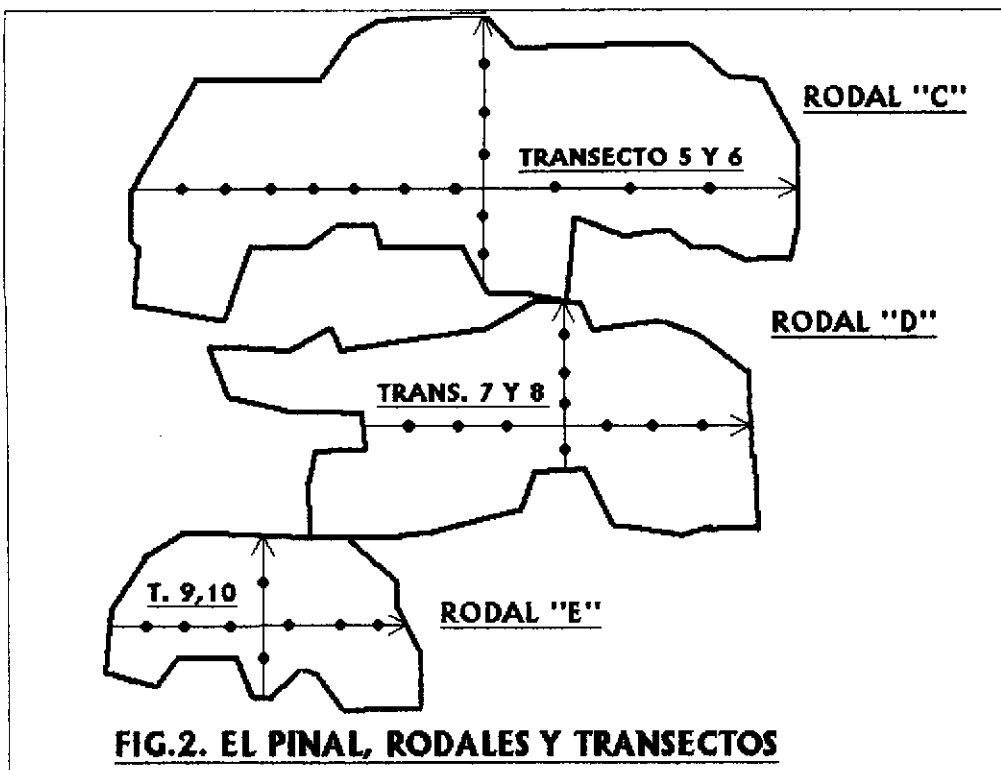 RODAL "C"
TRANSECTO 5 Y 6
RODAL "D"
TRANS. 7 Y 8
T. 9,10
RODAL "E"
FIG.2. EL PINAL, RODALES Y TRANSECTOS